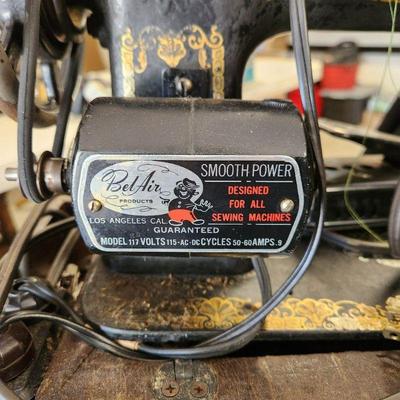 Bel Air
PRODUCTS
LOS ANGELES CAL.
SMOOTH POWER
DESIGNED
FOR ALL
SEWING MACHINES
GUARANTEED
MODEL 117 VOLTS 115-AC-DC CYCLES 50-60 AMPS .9